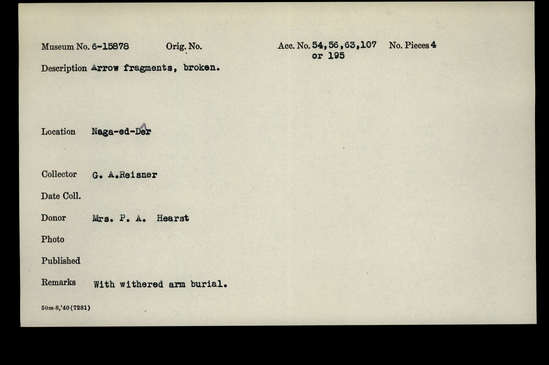 Museum No. 6-15878 Orig. No. Acc. No. 54,56,63,107 No. Pieces 4
or 195
Description Arrow fragments, broken.
Location Naga-ed-Dêr
Collector G. A.Reisner
Date Coll.
Donor Mrs. P. A. Hearst
Photo
Published
Remarks With withered arm burial.
50m-8,'40(7281)